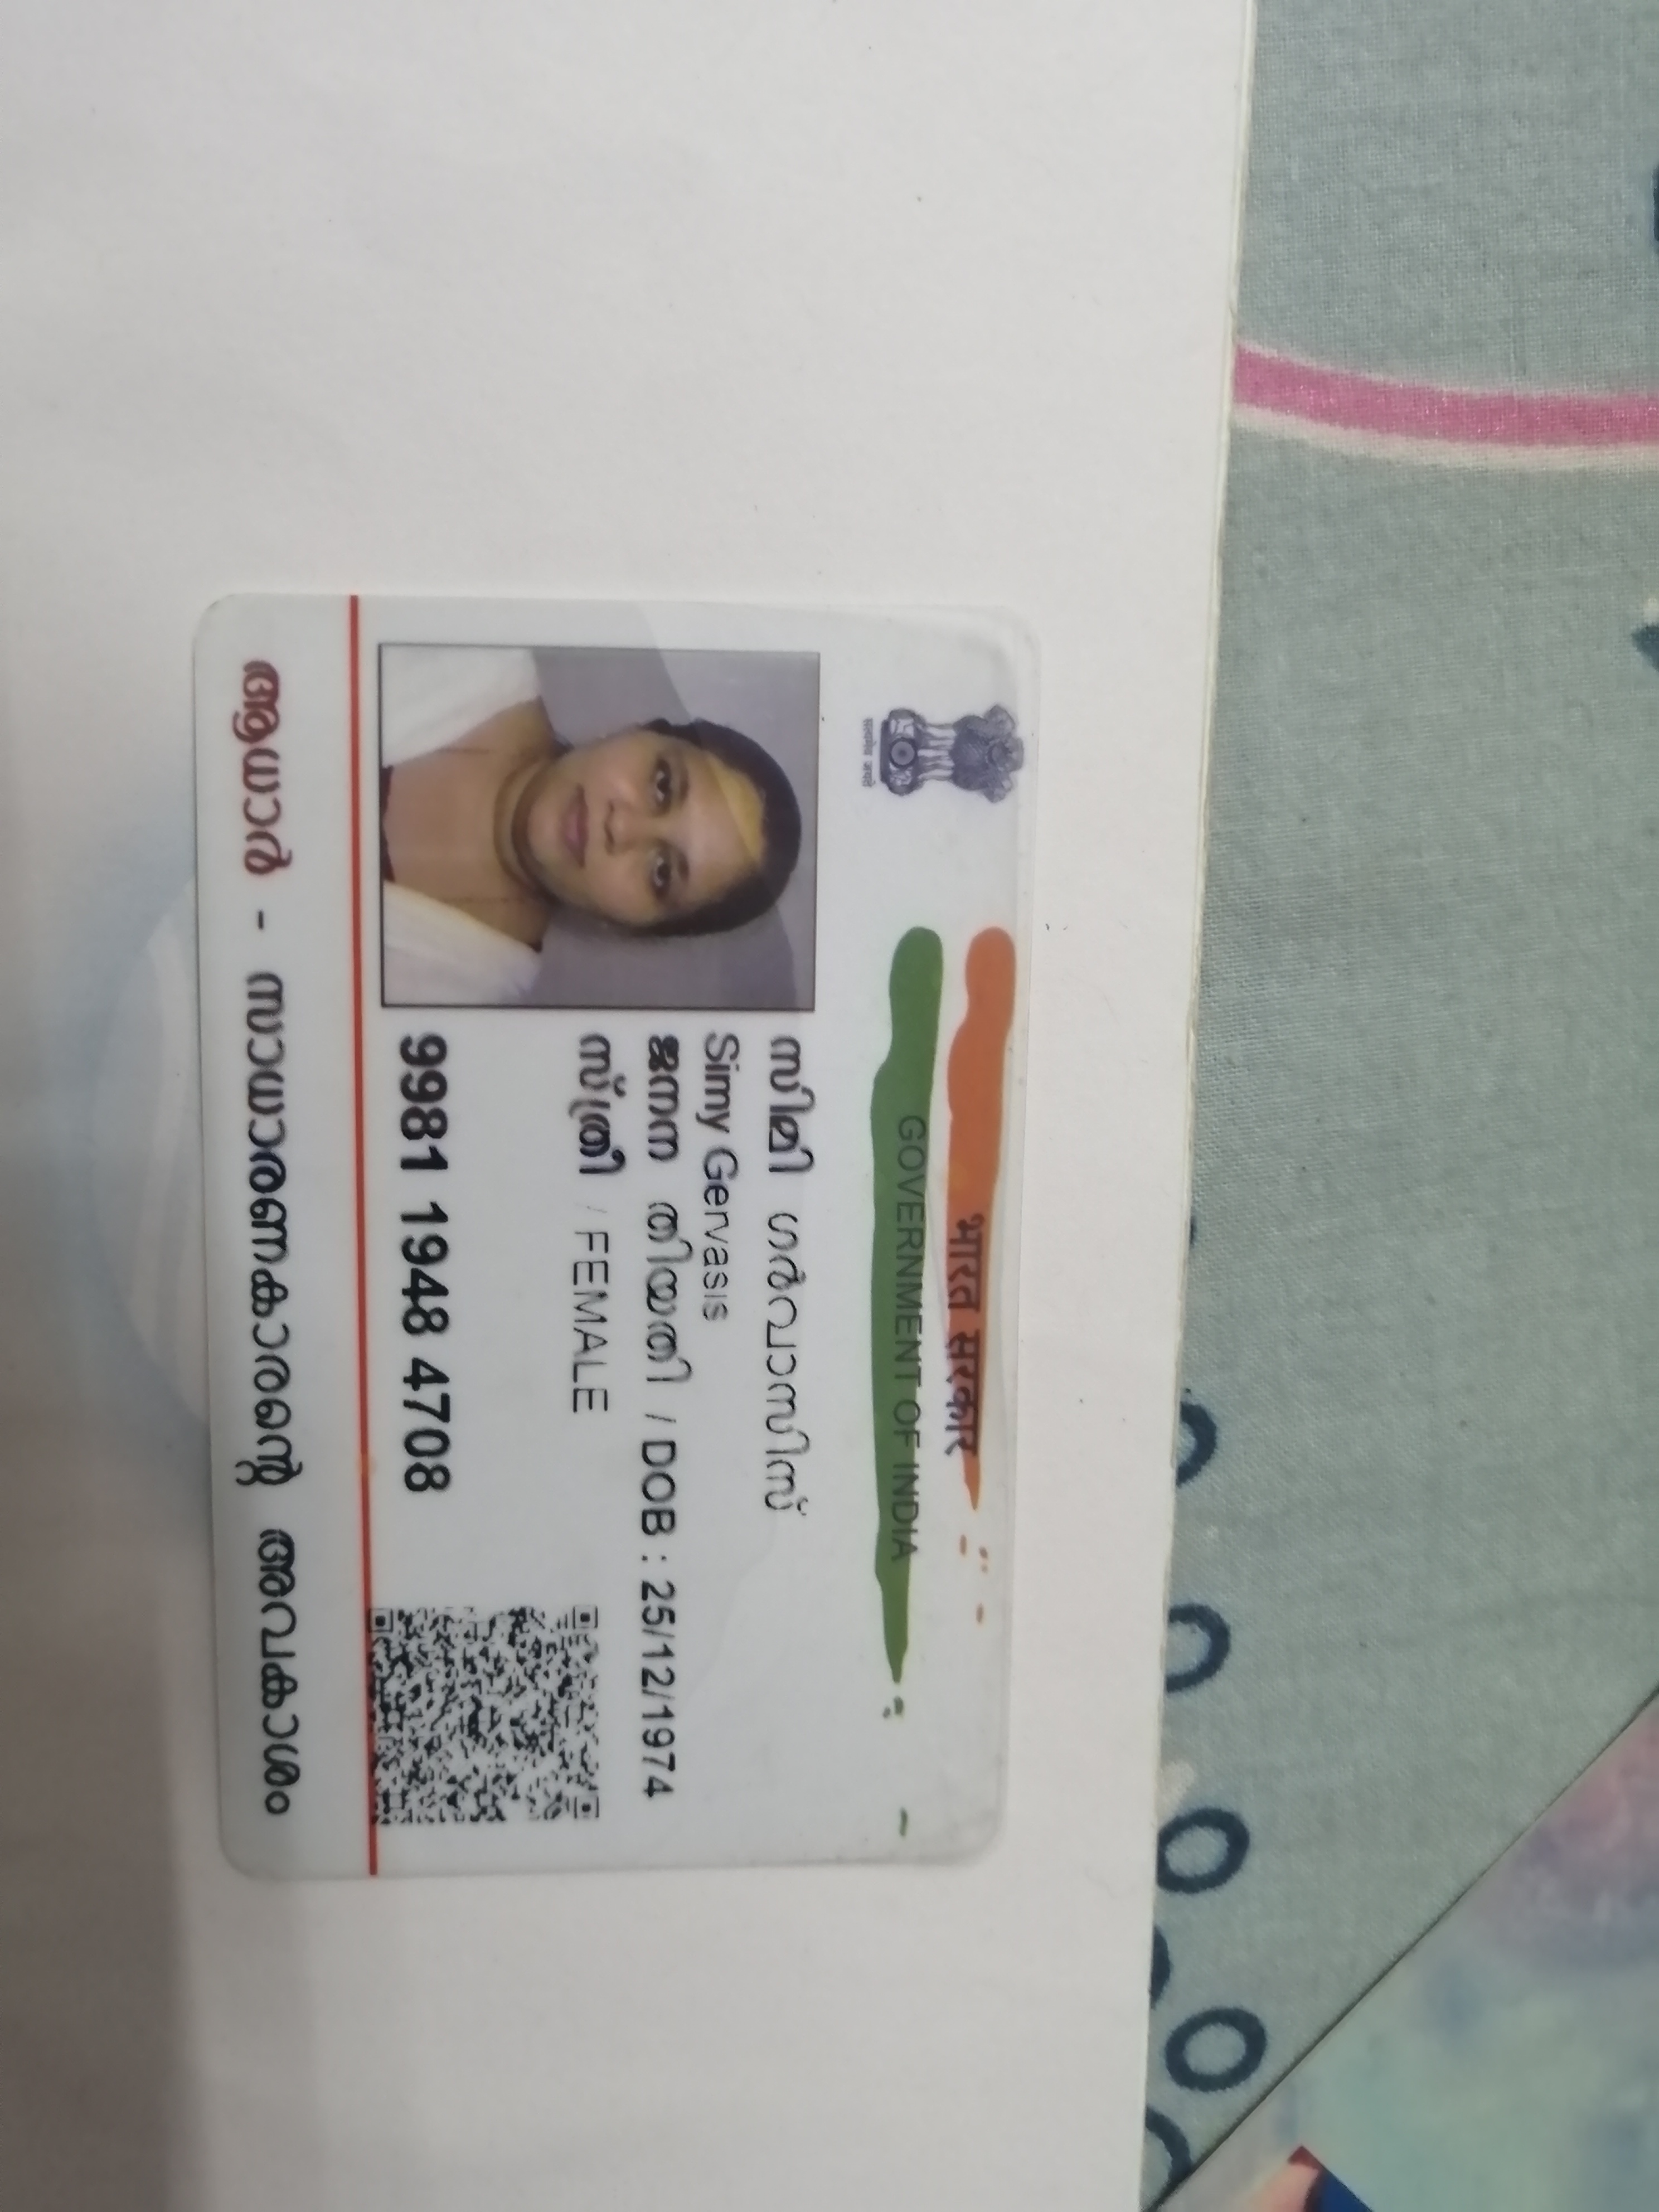 भारत सरकार
GOVERNMENT OF INDIA
सत्यमेव जयते
സിമി ഗർവാസിസ്
Simy Gervasis
ജനന തിയതി / DOB : 25/12/1974
സ്ത്രീ / FEMALE
9981 1948 4708
ആധാർ - സാധാരണക്കാരന്റെ അവകാശം